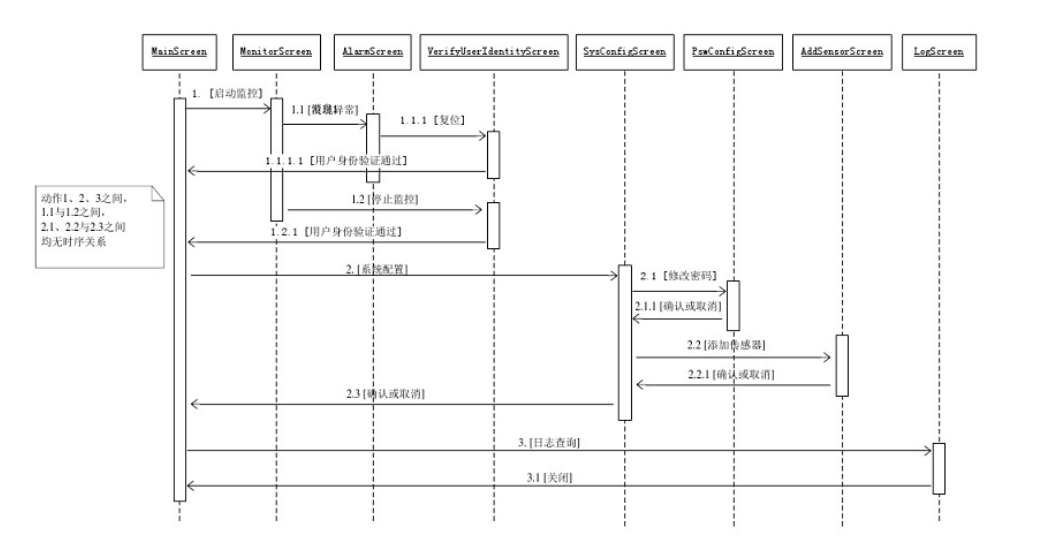 MainScreen
MonitorScreen
AlarmScreen
VerifyUserIdentityScreen
SysConfigScreen
PswConfigScreen
AddSensorScreen
LogScreen
1. [启动监控]
1.1 [异常]
1.1.1 [复位]
1.1.1.1 [用户身份验证通过]
动作1、2、3之间，
1.1与1.2之间，
2.1、2.2与2.3之间
均无时序关系
1.2 [停止监控]
1.2.1 [用户身份验证通过]
2. [系统配置]
2.1 [修改密码]
2.1.1 [确认或取消]
2.2 [添加传感器]
2.2.1 [确认或取消]
2.3 [确认或取消]
3. [日志查询]
3.1 [关闭]